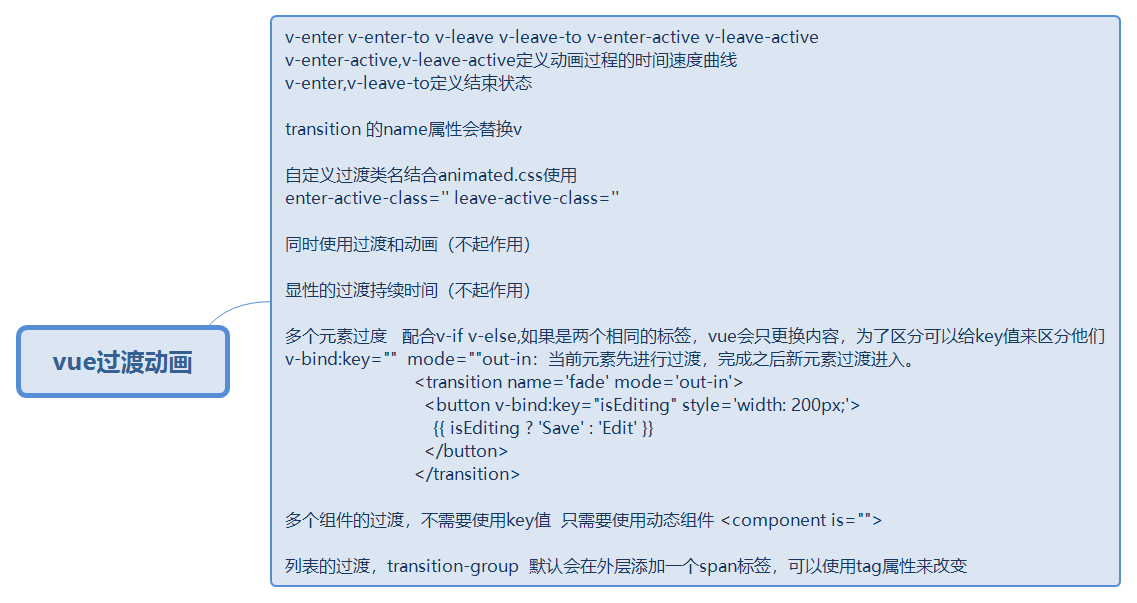 vue过渡动画
v-enter v-enter-to v-leave v-leave-to v-enter-active v-leave-active
v-enter-active,v-leave-active定义动画过程的时间速度曲线
v-enter,v-leave-to定义结束状态
transition 的name属性会替换v
自定义过渡类名结合animated.css使用
enter-active-class='' leave-active-class=''
同时使用过渡和动画（不起作用）
显性的过渡持续时间（不起作用）
多个元素过度   配合v-if v-else,如果是两个相同的标签，vue会只更换内容，为了区分可以给key值来区分他们
v-bind:key=""  mode=""out-in：当前元素先进行过渡，完成之后新元素过渡进入。
<transition name='fade' mode='out-in'>
<button v-bind:key="isEditing" style='width: 200px;'>
{{ isEditing ? 'Save' : 'Edit' }}
</button>
</transition>
多个组件的过渡，不需要使用key值  只需要使用动态组件 <component is="">
列表的过渡，transition-group  默认会在外层添加一个span标签，可以使用tag属性来改变